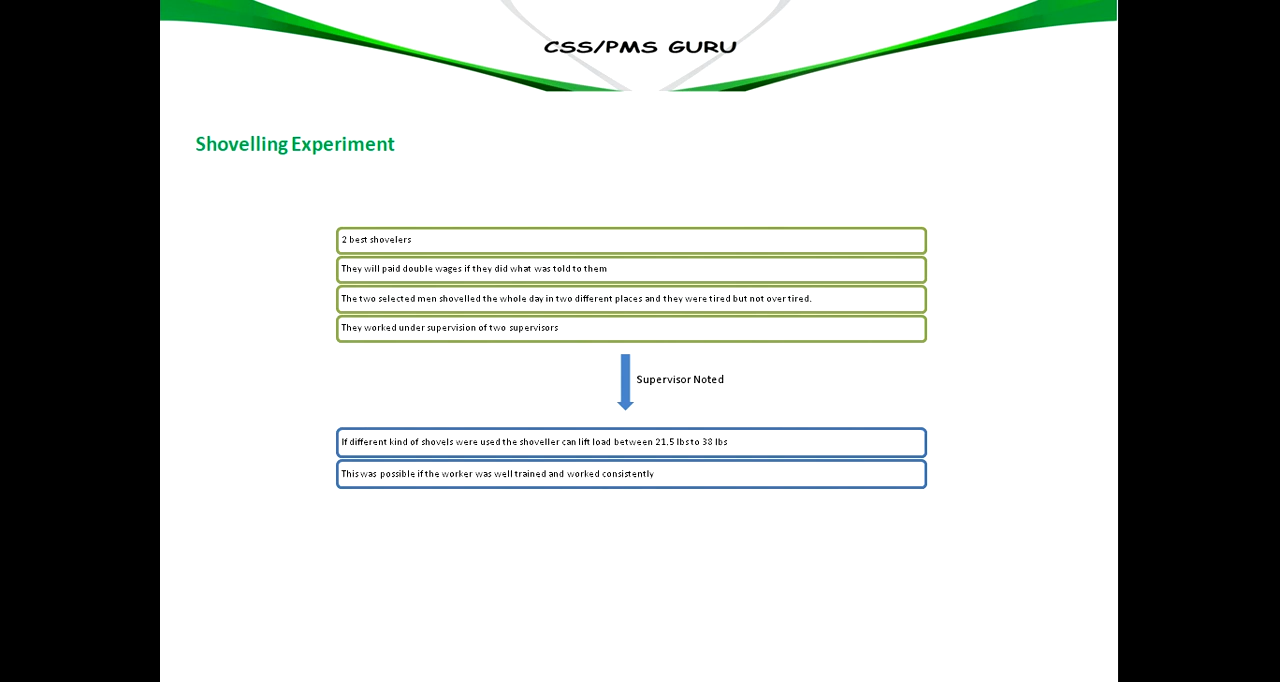 CSS/PMS GURU
Shovelling Experiment
2 best shovelers
They will paid double wages if they did what was told to them
The two selected men shovelled the whole day in two different places and they were tired but not over tired.
They worked under supervision of two supervisors
Supervisor Noted
If different kind of shovels were used the shoveller can lift load between 21.5 lbs to 38 lbs
This was possible if the worker was well trained and worked consistently